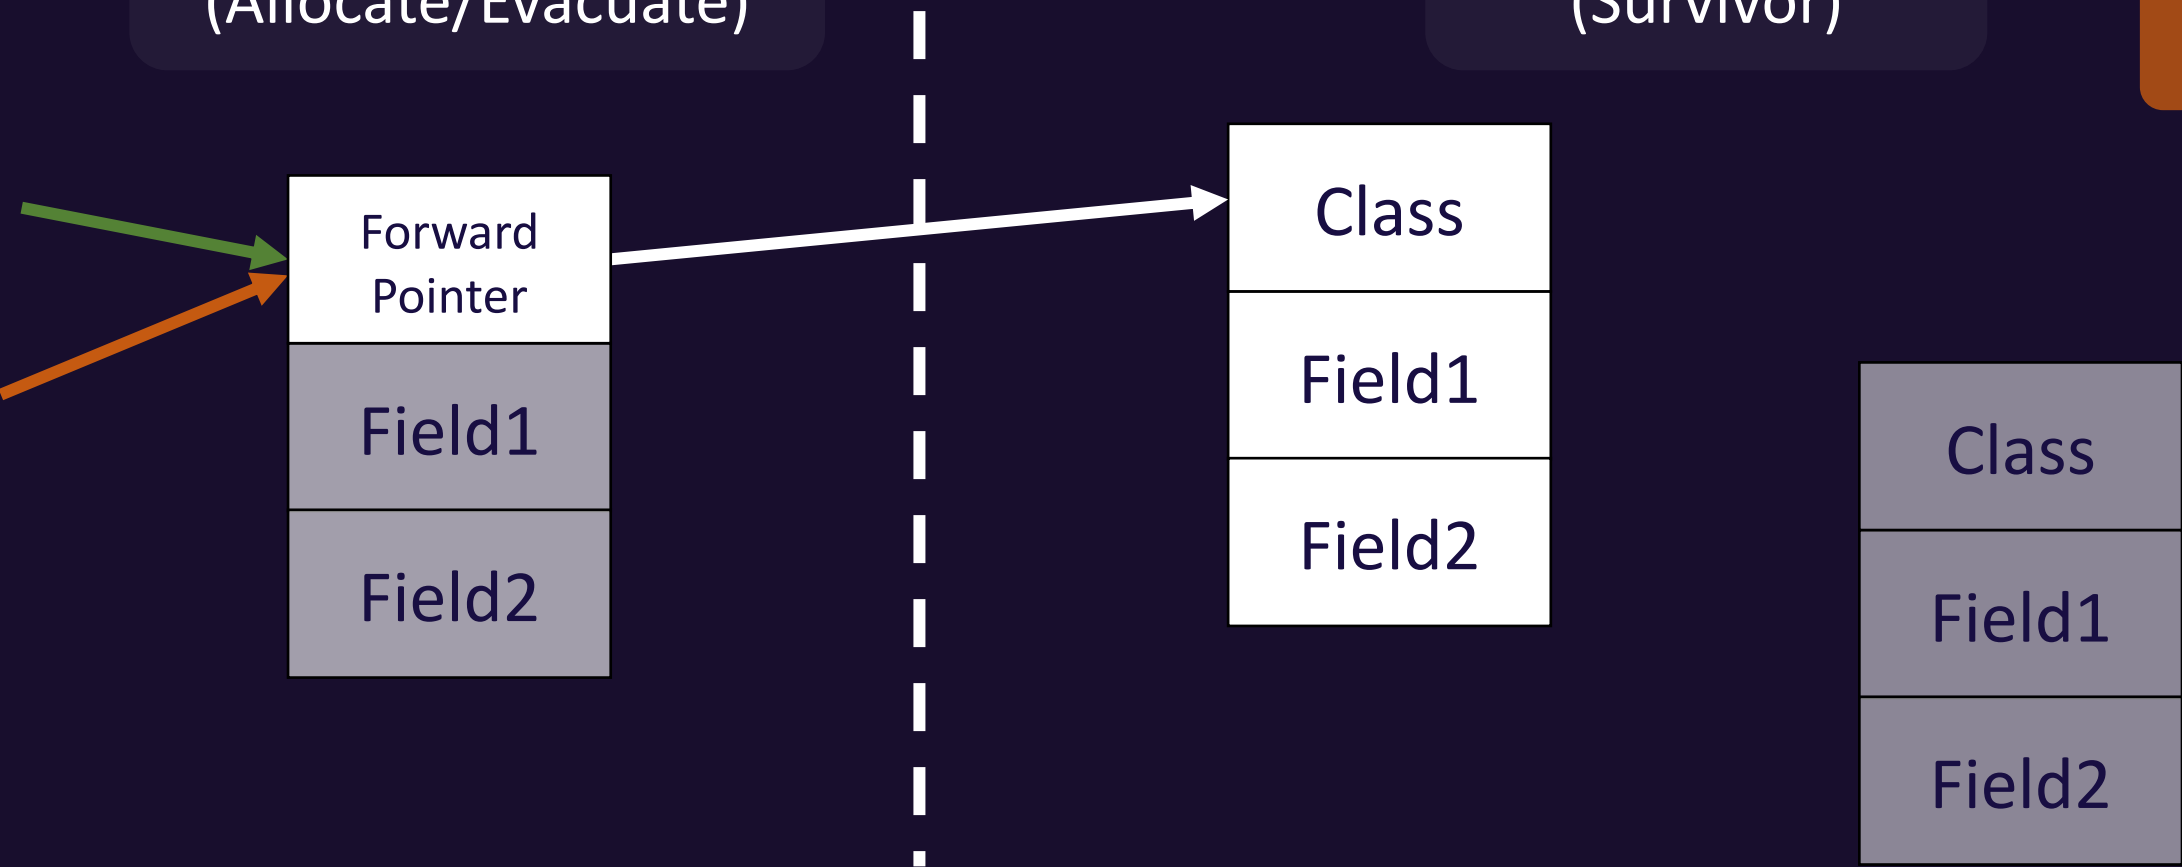 (Allocate/Evacuate)
(Survivor)
Forward
Pointer
Field1
Field2
Class
Field1
Field2
Class
Field1
Field2